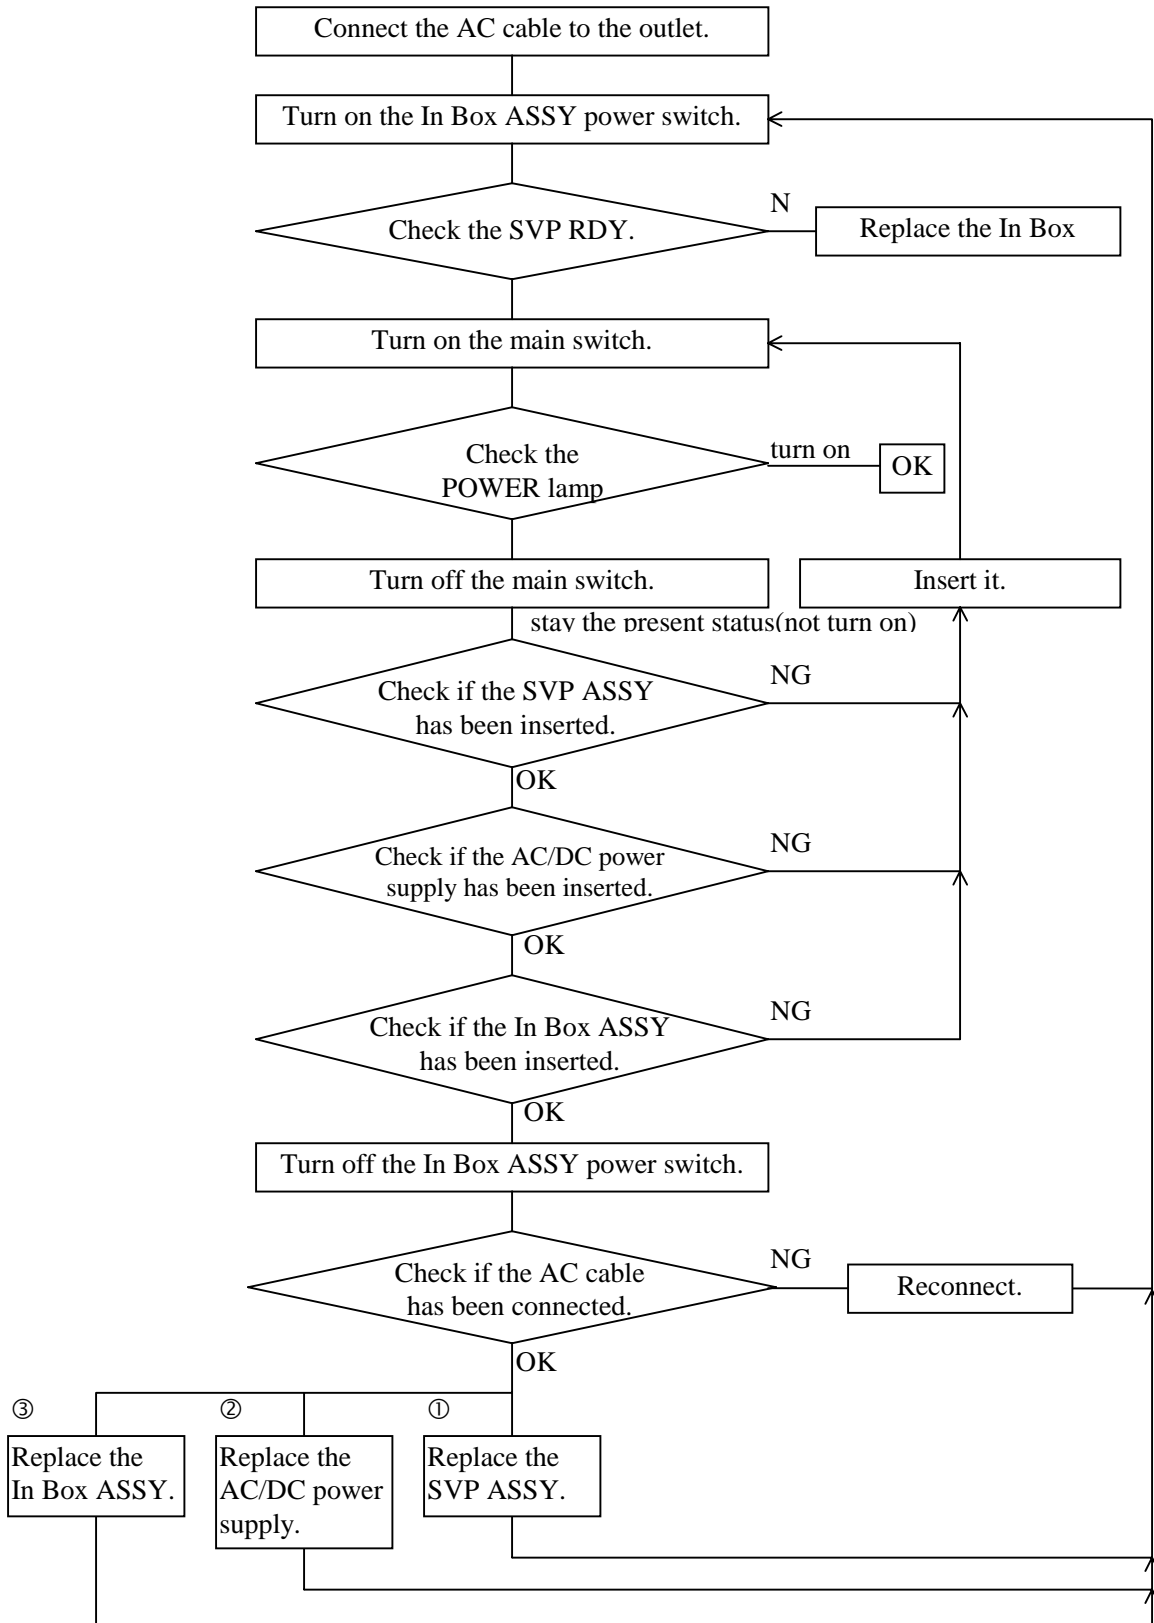 Connect the AC cable to the outlet.
Turn on the In Box ASSY power switch.
Check the SVP RDY.
N
Replace the In Box
Turn on the main switch.
Check the
POWER lamp
turn on
OK
Turn off the main switch.
Insert it.
stay the present status(not turn on)
Check if the SVP ASSY
has been inserted.
NG
OK
Check if the AC/DC power
supply has been inserted.
NG
OK
Check if the In Box ASSY
has been inserted.
NG
OK
Turn off the In Box ASSY power switch.
Check if the AC cable
has been connected.
NG
Reconnect.
OK
③
Replace the
In Box ASSY.
②
Replace the
AC/DC power
supply.
①
Replace the
SVP ASSY.